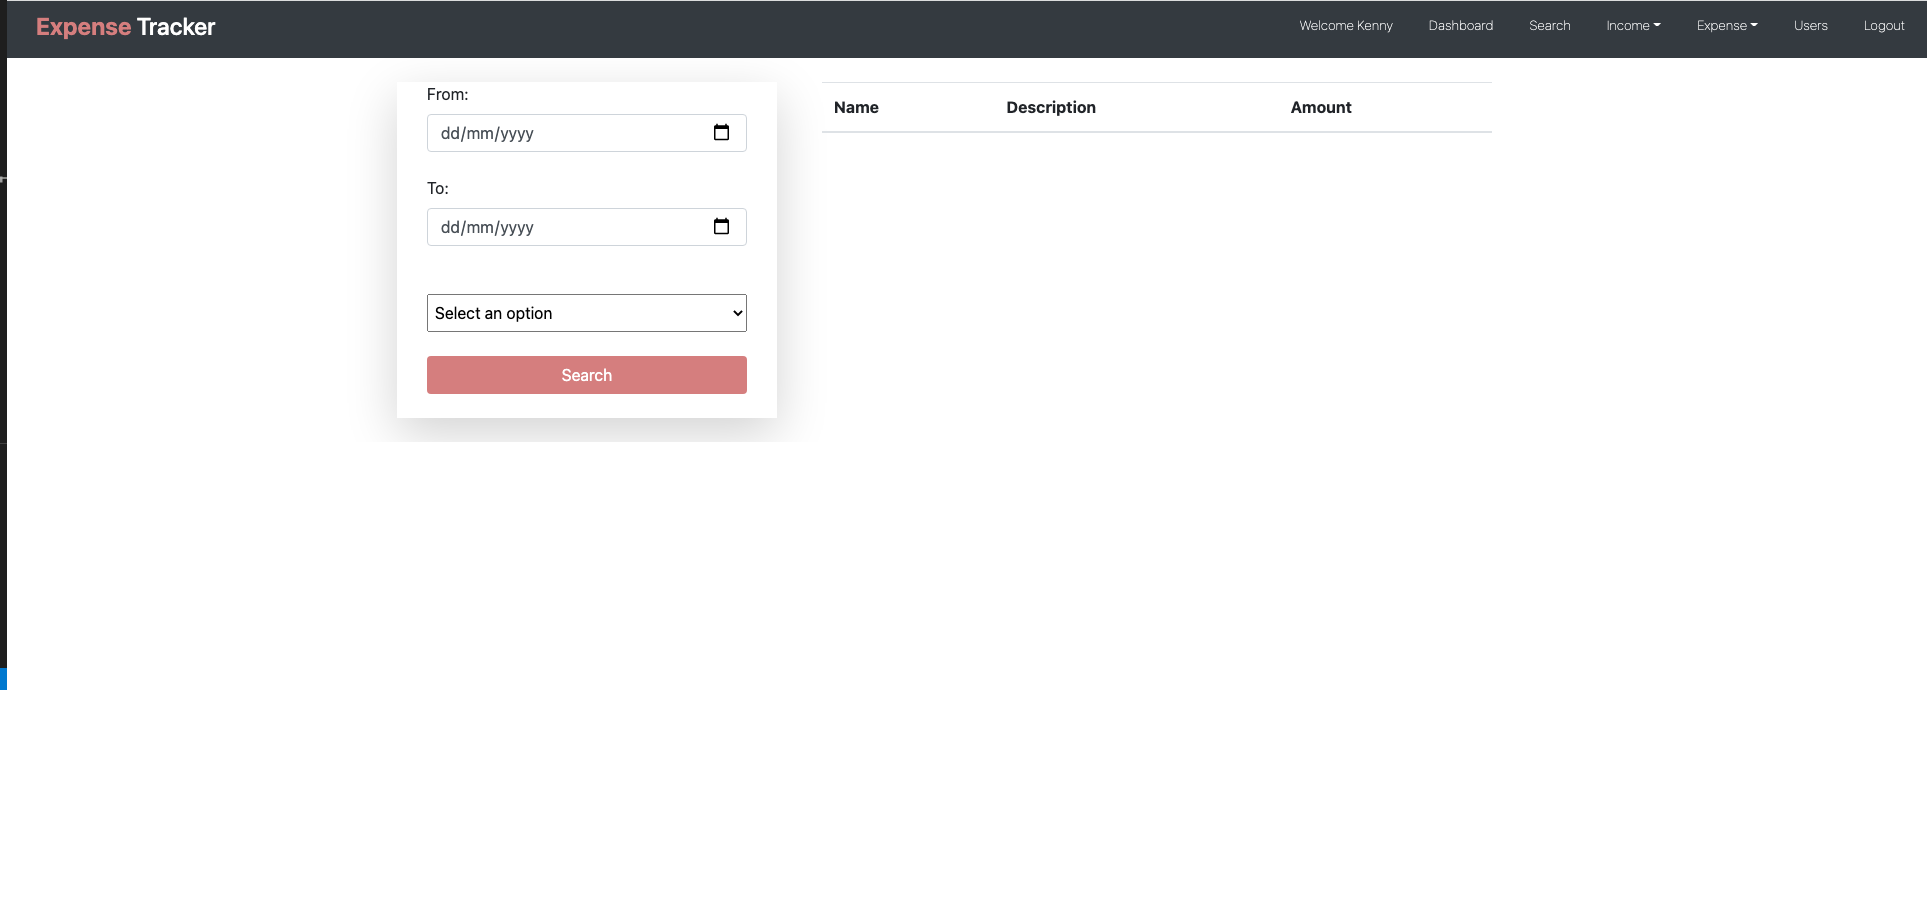 Expense Tracker
Welcome Kenny Dashboard Search Income Expense Users Logout
From:
dd/mm/yyyy
To:
dd/mm/yyyy
Select an option
Search
Name Description Amount